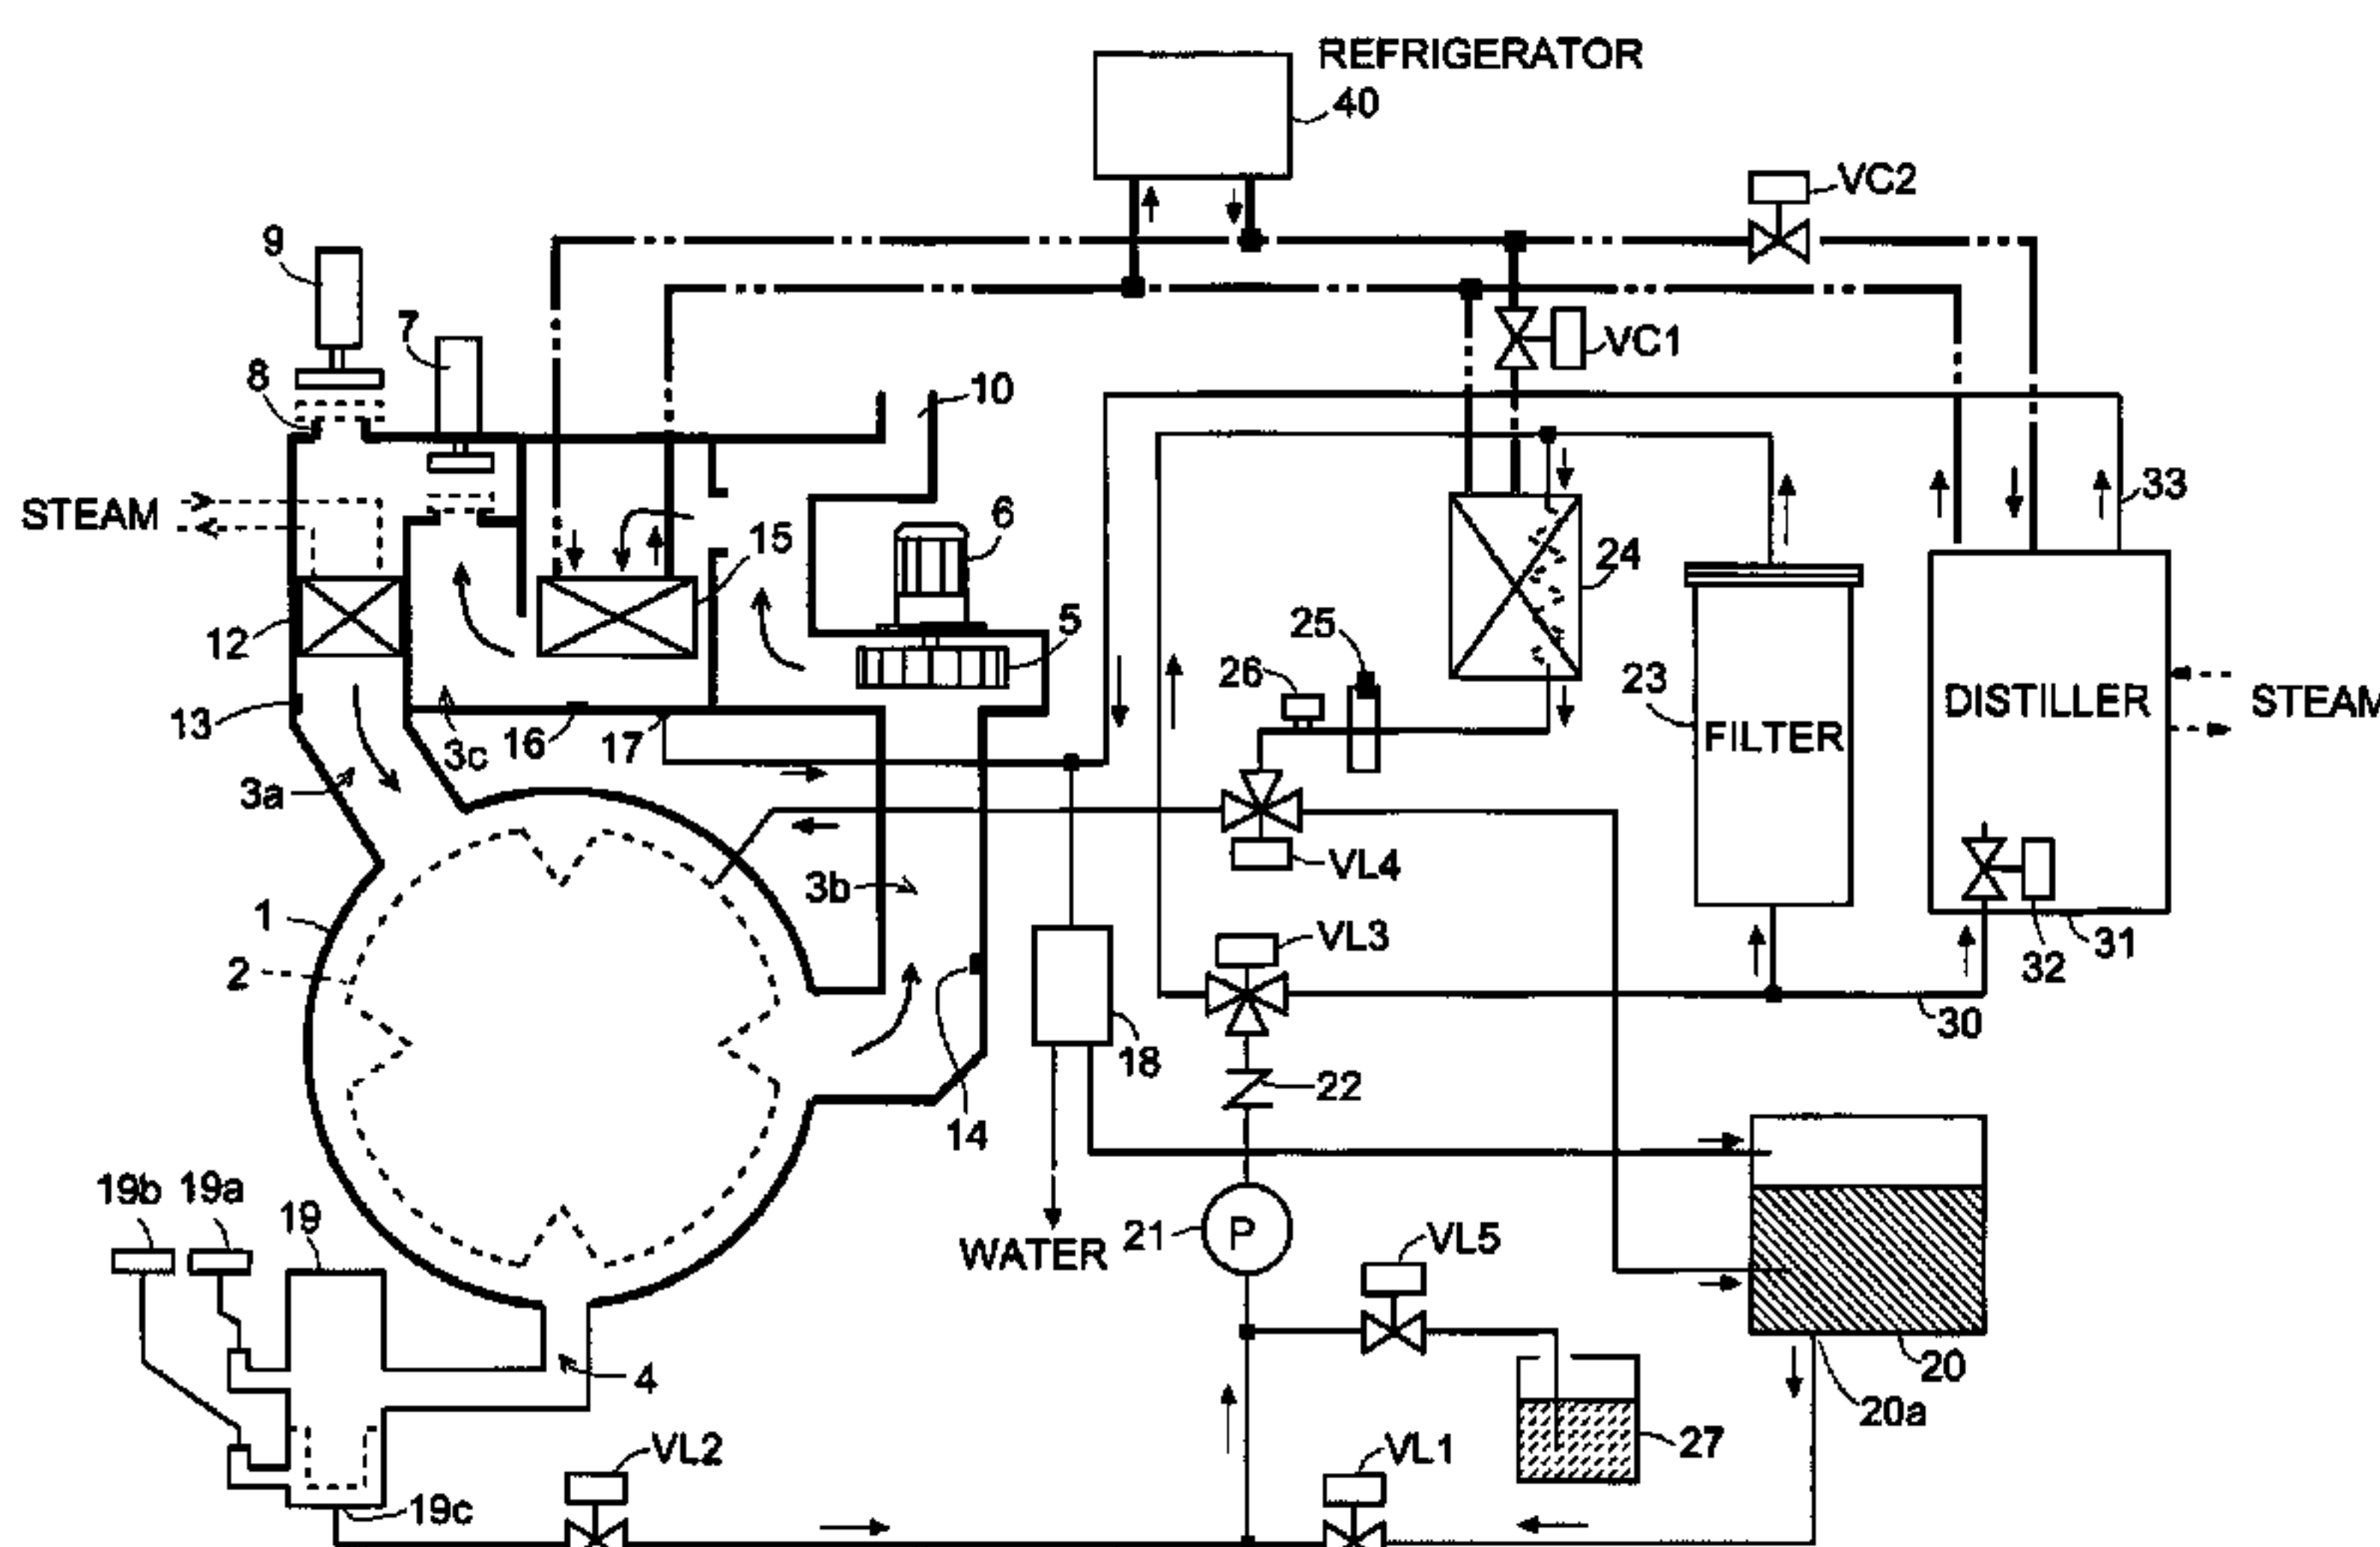 REFRIGERATOR
40
VC2
9
7
VC1
8
10
33
STEAM
6
15
24
5
25
12
26
23
DISTILLER
STEAM
13
3c
16
17
FILTER
3a
VL4
3b
1
VL3
31
2
32
30
18
22
14
19b
19a
19
WATER
21
P
VL5
4
20
20a
VL2
VL1
27
19c